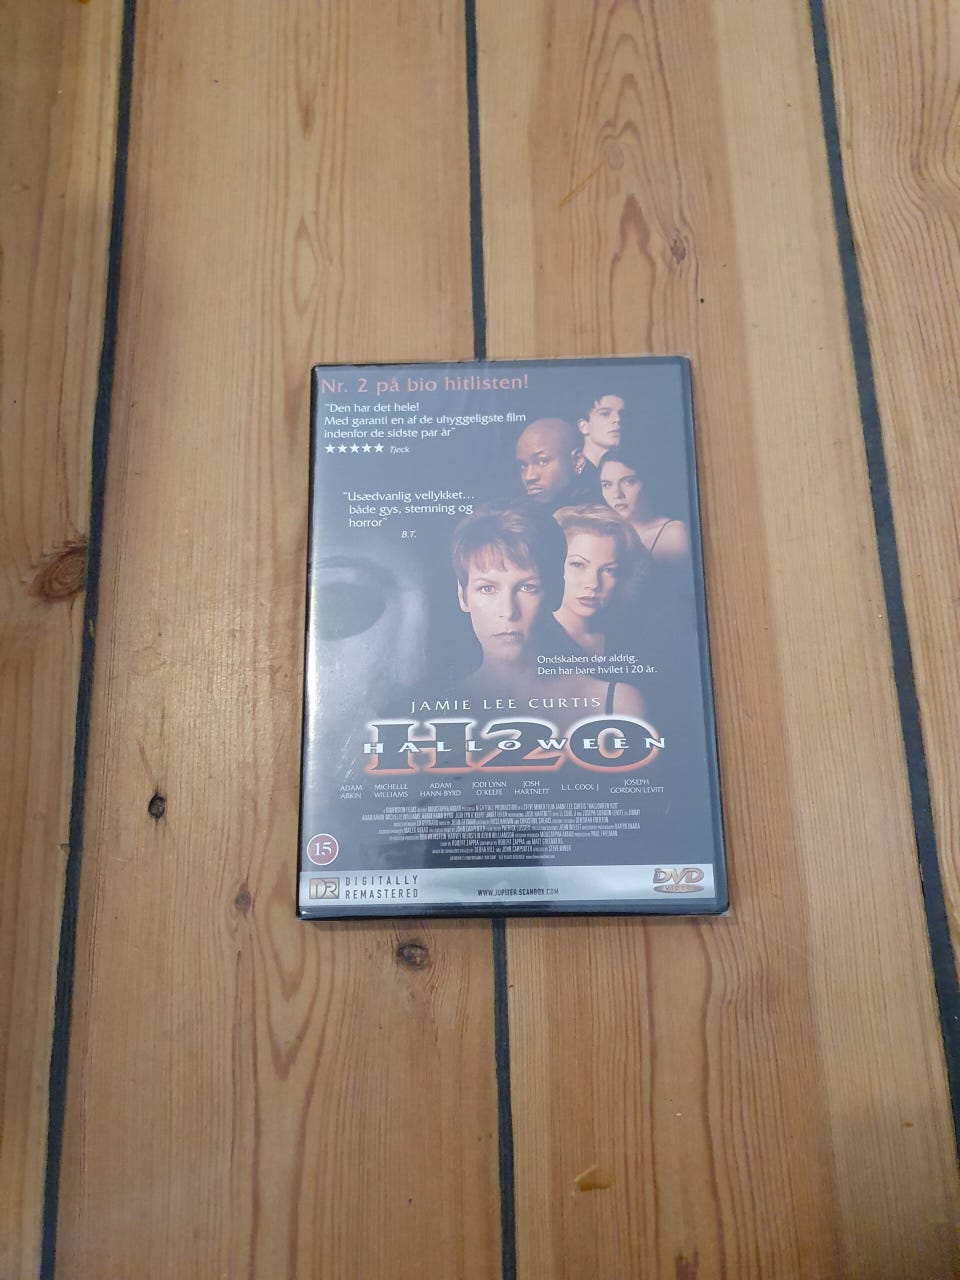 Nr. 2 på bio hitlisten!
"Den har det hele!
Med garanti en af de uhyggeligste film
indenfor de sidste par år"
★★★★★ Tjeck
"Usædvanlig vellykket...
både gys, stemning og
horror"
B.T.
Ondskaben dør aldrig.
Den har bare hvilet i 20 år.
JAMIE LEE CURTIS
H20
HALLOWEEN
ADAM ARKIN MICHELLE WILLIAMS ADAM HANN-BYRD JODI LYNN O'KEEFE JOSH HARTNETT L.L. COOL J JOSEPH GORDON LEVITT
15
DR DIGITALLY
REMASTERED
WWW.JUPITER.SCANBOX.COM
DVD
VIDEO